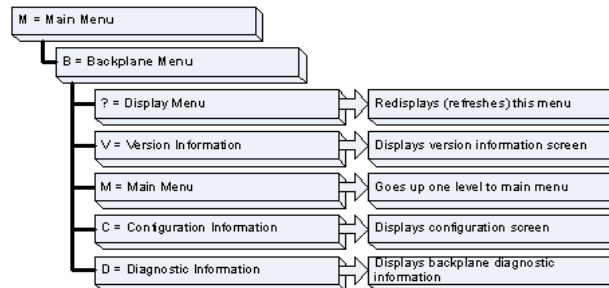 M = Main Menu
B = Backplane Menu
? = Display Menu
Redisplays (refreshes) this menu
V = Version Information
Displays version information screen
M = Main Menu
Goes up one level to main menu
C = Configuration Information
Displays configuration screen
D = Diagnostic Information
Displays backplane diagnostic
information